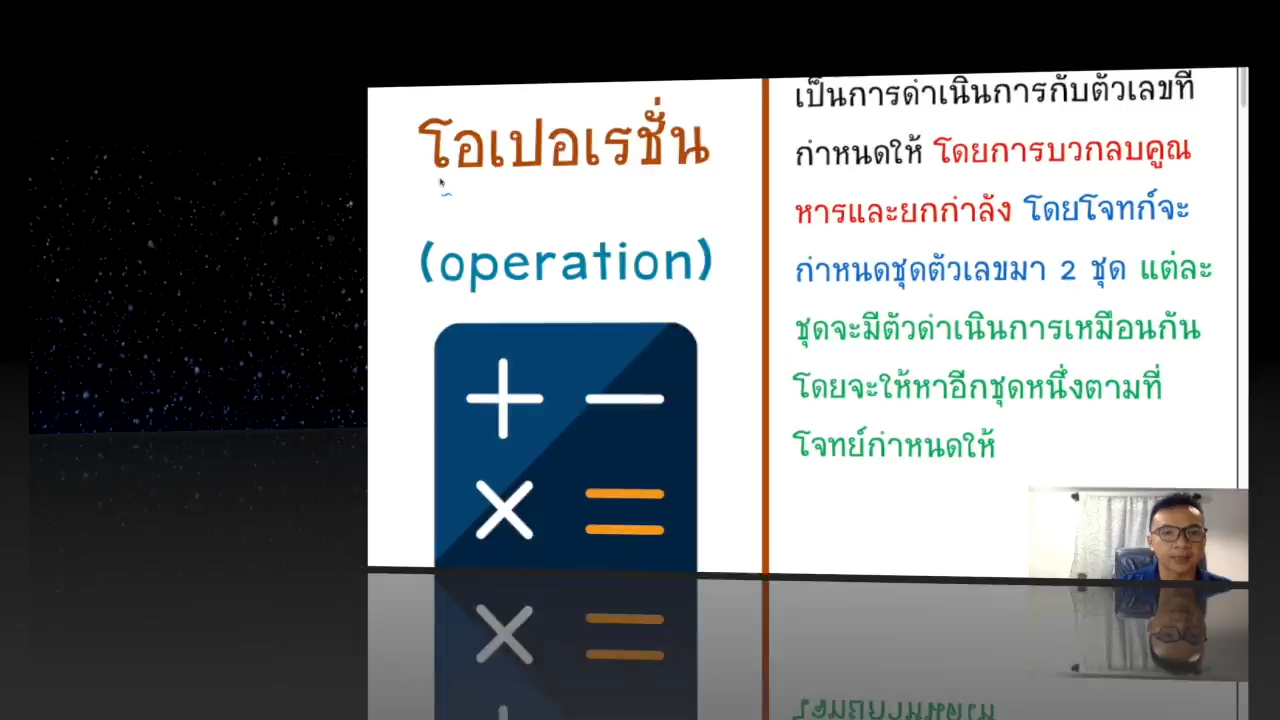 โอเปอเรชั่น
(operation)
เป็นการดำเนินการกับตัวเลขที่
กำหนดให้ โดยการบวกลบคูณ
หารและยกกำลัง โดยโจทก์จะ
กำหนดชุดตัวเลขมา 2 ชุด แต่ละ
ชุดจะมีตัวดำเนินการเหมือนกัน
โดยจะให้หาอีกชุดหนึ่งตามที่
โจทย์กำหนดให้